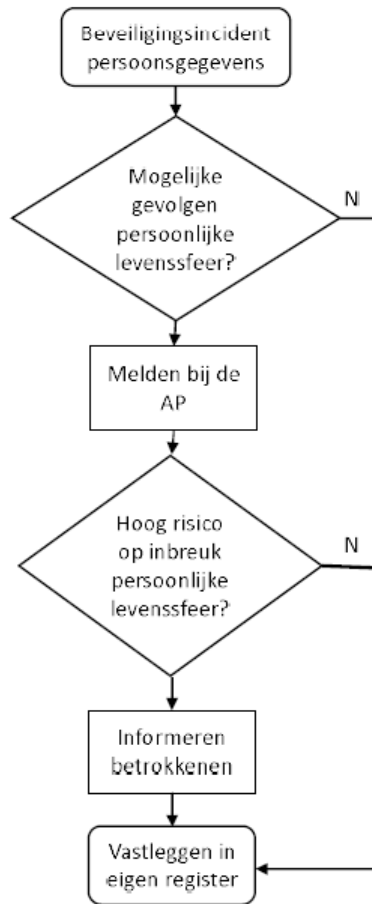 Beveiligingsincident
persoonsgegevens
Mogelijke
gevolgen
persoonlijke
levenssfeer?
N
Melden bij de
AP
Hoog risico
op inbreuk
persoonlijke
levenssfeer?
N
Informeren
betrokkenen
Vastleggen in
eigen register